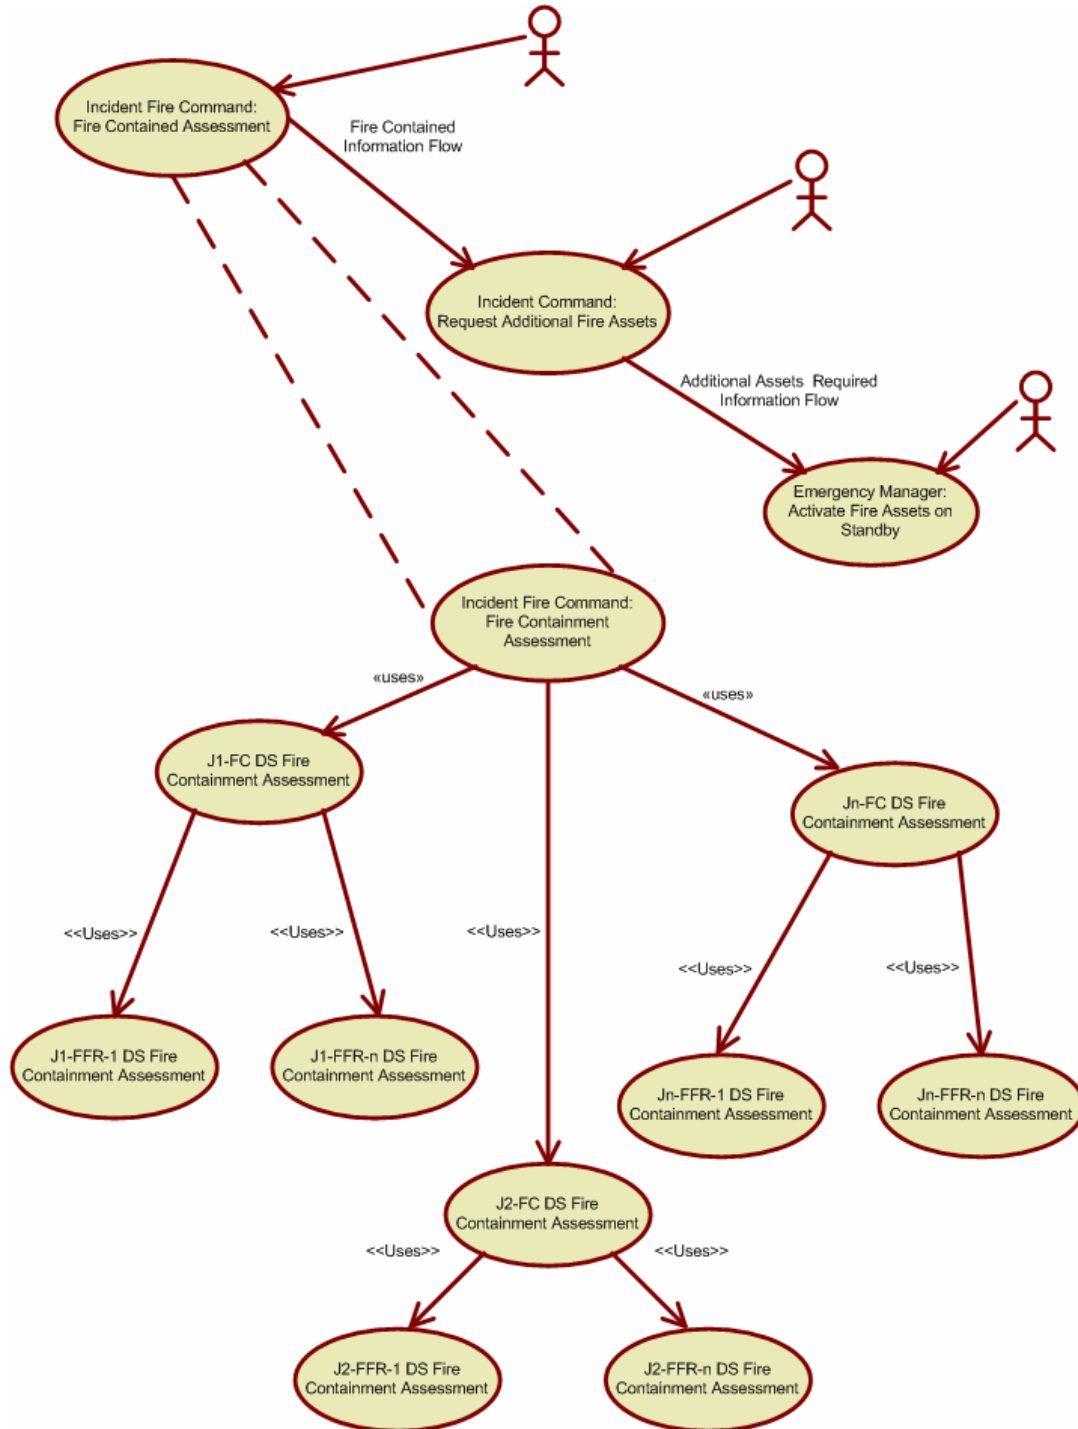 Incident Fire Command:
Fire Contained Assessment
Fire Contained
Information Flow
Incident Command:
Request Additional Fire Assets
Additional Assets Required
Information Flow
Emergency Manager:
Activate Fire Assets on
Standby
Incident Fire Command:
Fire Containment
Assessment
«uses»
«uses»
J1-FC DS Fire
Containment Assessment
Jn-FC DS Fire
Containment Assessment
<<Uses>>
<<Uses>>
<<Uses>>
<<Uses>>
<<Uses>>
J1-FFR-1 DS Fire
Containment Assessment
J1-FFR-n DS Fire
Containment Assessment
Jn-FFR-1 DS Fire
Containment Assessment
Jn-FFR-n DS Fire
Containment Assessment
J2-FC DS Fire
Containment Assessment
<<Uses>>
<<Uses>>
J2-FFR-1 DS Fire
Containment Assessment
J2-FFR-n DS Fire
Containment Assessment